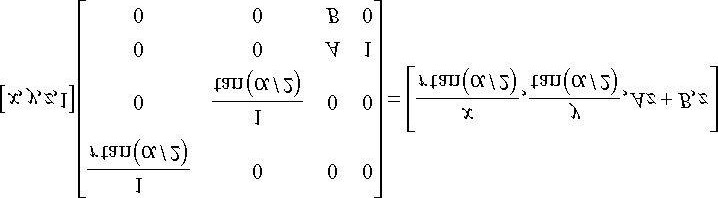 [x,y,z,1] [ 1/(r tan(α/2)) 0 0 0
0 1/tan(α/2) 0 0
0 0 A 1
0 0 B 0 ] = [ x/(r tan(α/2)), y/tan(α/2), Az + B, z ]